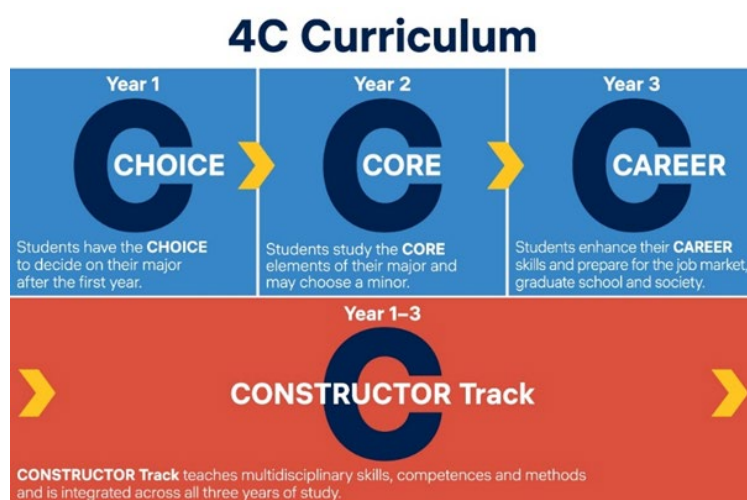 4C Curriculum
Year 1
C
CHOICE
Students have the CHOICE
to decide on their major
after the first year.
Year 2
C
CORE
Students study the CORE
elements of their major and
may choose a minor.
Year 3
C
CAREER
Students enhance their CAREER
skills and prepare for the job market,
graduate school and society.
Year 1–3
C
CONSTRUCTOR Track
CONSTRUCTOR Track teaches multidisciplinary skills, competences and methods
and is integrated across all three years of study.